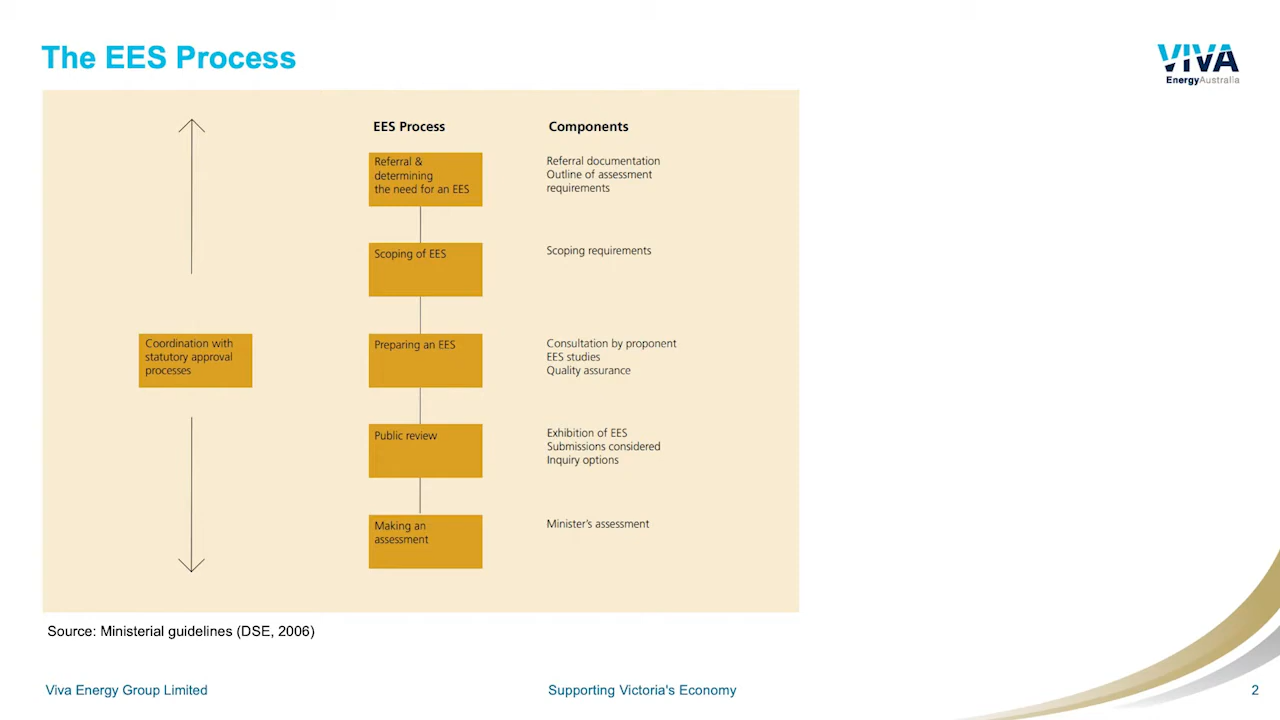 The EES Process
VIVA
EnergyAustralia
EES Process
Components
Referral &
determining
the need for an EES
Referral documentation
Outline of assessment
requirements
Scoping of EES
Scoping requirements
Coordination with
statutory approval
processes
Preparing an EES
Consultation by proponent
EES studies
Quality assurance
Public review
Exhibition of EES
Submissions considered
Inquiry options
Making an
assessment
Minister's assessment
Source: Ministerial guidelines (DSE, 2006)
Viva Energy Group Limited
Supporting Victoria's Economy
2